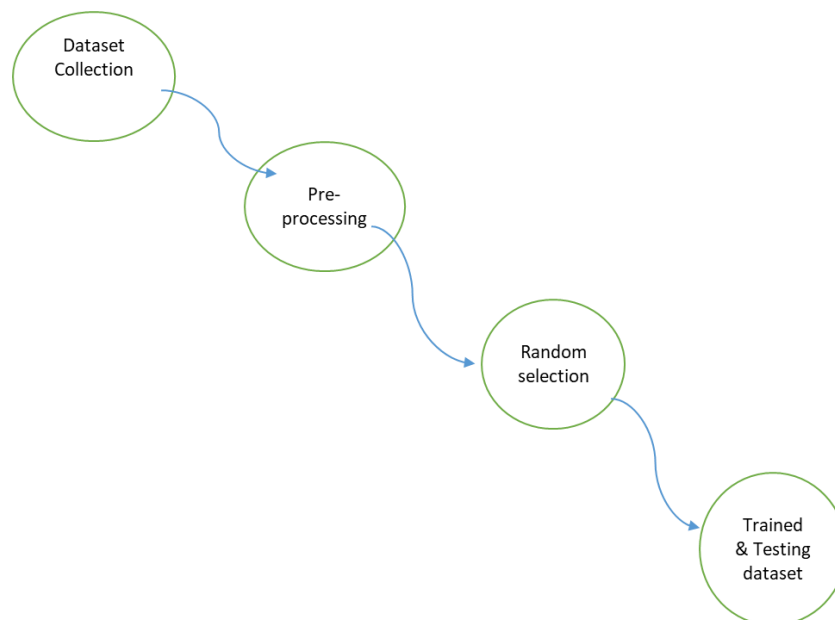 Dataset
Collection
Pre-
processing
Random
selection
Trained
& Testing
dataset